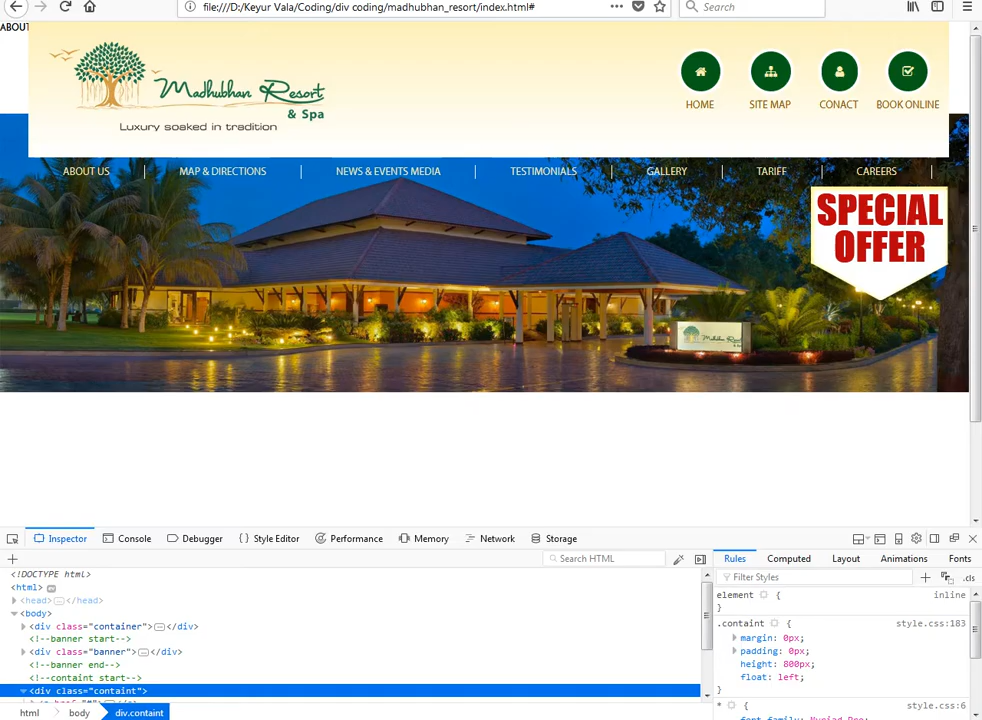 file:///D:/Keyur Vala/Coding/div coding/madhubhan_resort/index.html#
Search
ABOUT
Madhubhan Resort
& Spa
Luxury soaked in tradition
HOME
SITE MAP
CONACT
BOOK ONLINE
ABOUT US
MAP & DIRECTIONS
NEWS & EVENTS MEDIA
TESTIMONIALS
GALLERY
TARIFF
CAREERS
SPECIAL
OFFER
Madhubhan Resort
Inspector
Console
Debugger
{ } Style Editor
Performance
Memory
Network
Storage
Search HTML
Rules
Computed
Layout
Animations
Fonts
Filter Styles
.cls
<!DOCTYPE html>
<html>
<head></head>
<body>
<div class="container"></div>
<!--banner start-->
<div class="banner"></div>
<!--banner end-->
<!--containt start-->
<div class="containt">
element { inline
}
.containt { style.css:183
margin: 0px;
padding: 0px;
height: 800px;
float: left;
}
* { style.css:6
html
body
div.containt